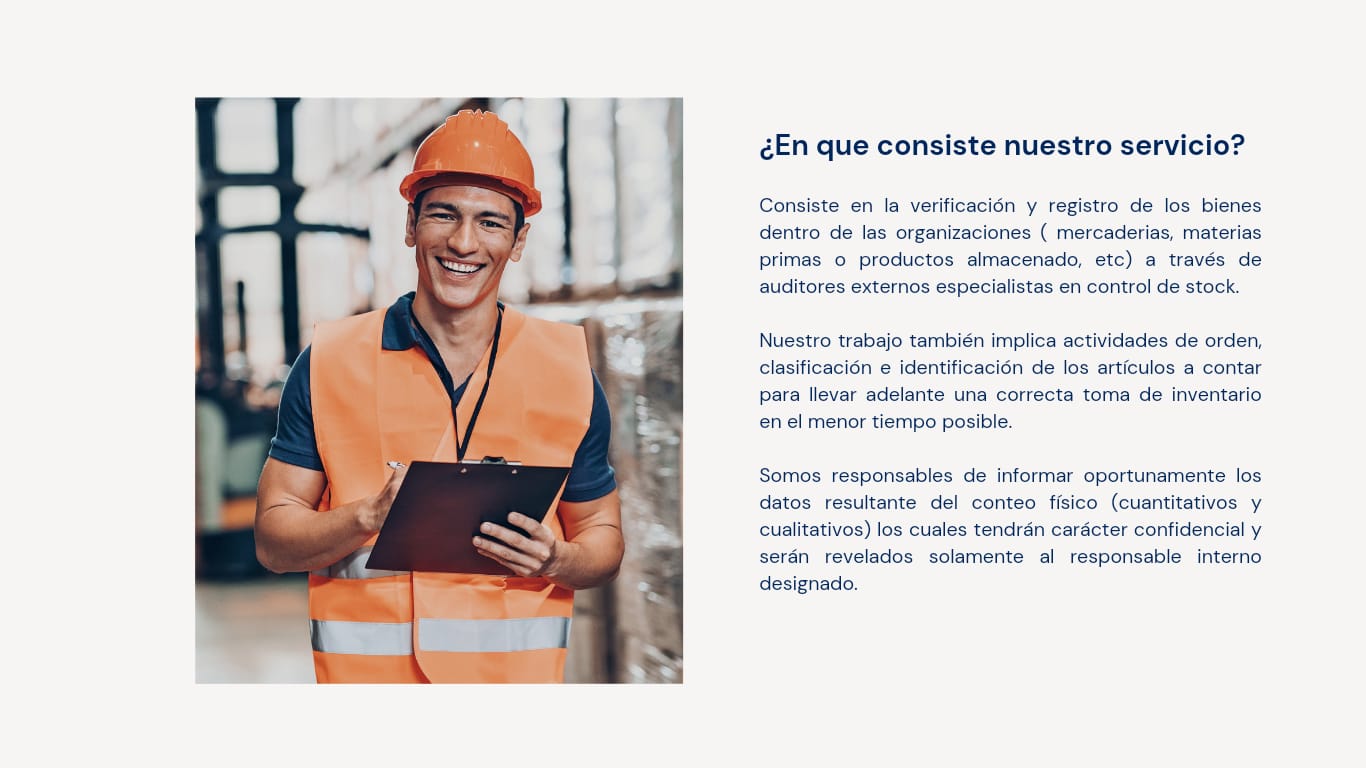 ¿En que consiste nuestro servicio?
Consiste en la verificación y registro de los bienes
dentro de las organizaciones ( mercaderias, materias
primas o productos almacenado, etc) a través de
auditores externos especialistas en control de stock.
Nuestro trabajo también implica actividades de orden,
clasificación e identificación de los artículos a contar
para llevar adelante una correcta toma de inventario
en el menor tiempo posible.
Somos responsables de informar oportunamente los
datos resultante del conteo físico (cuantitativos y
cualitativos) los cuales tendrán carácter confidencial y
serán revelados solamente al responsable interno
designado.